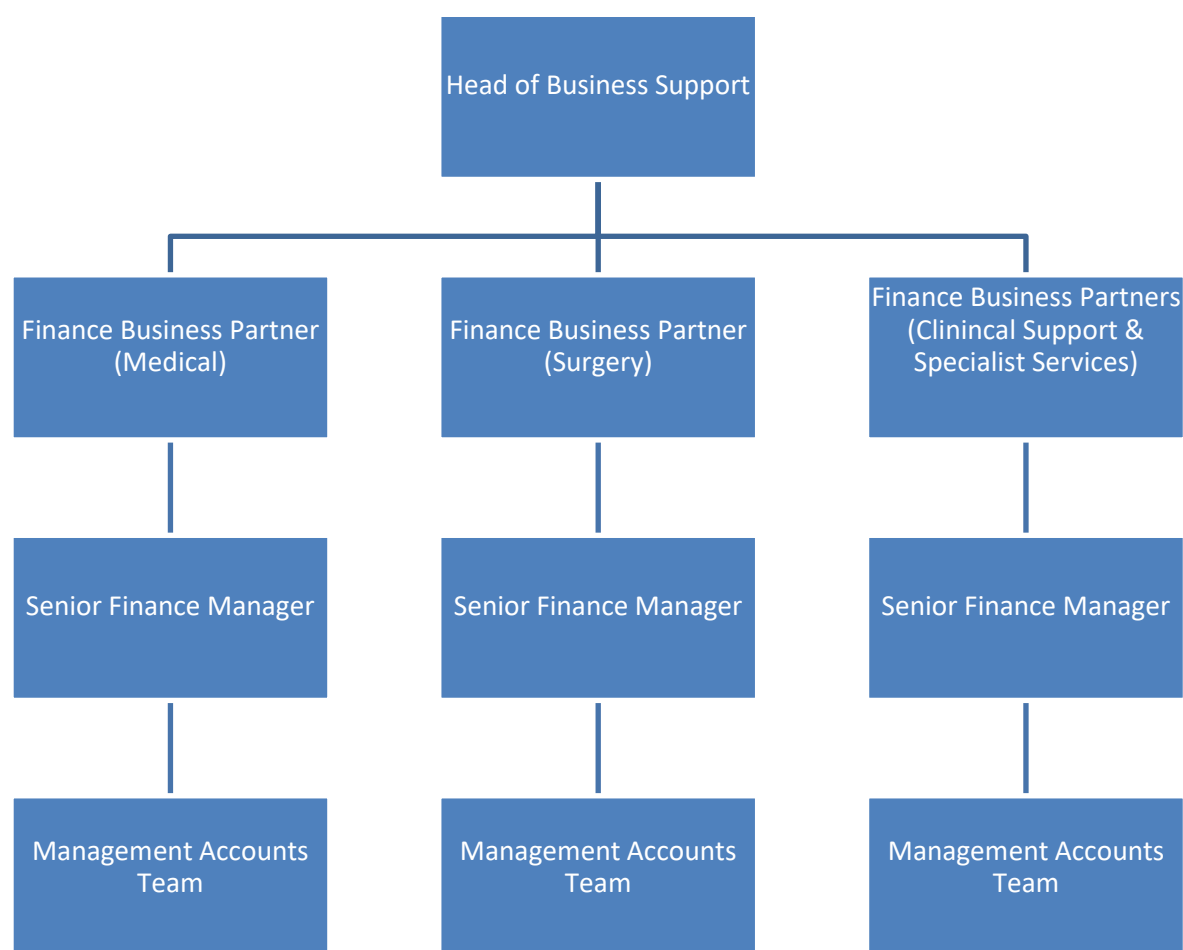 Head of Business Support
Finance Business Partner
(Medical)
Finance Business Partner
(Surgery)
Finance Business Partners
(Clinincal Support &
Specialist Services)
Senior Finance Manager
Senior Finance Manager
Senior Finance Manager
Management Accounts
Team
Management Accounts
Team
Management Accounts
Team